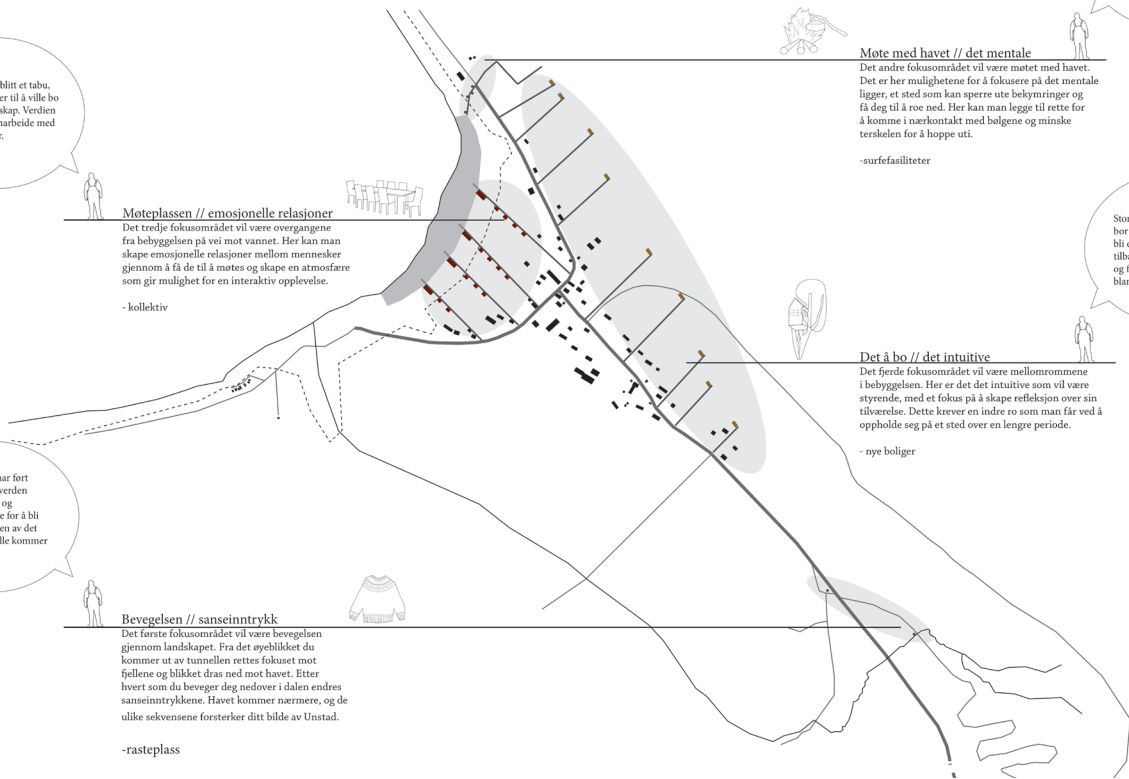 blitt et tabu,
er til å ville bo
skap. Verdien
narbeide med
r.
Møteplassen // emosjonelle relasjoner
Det tredje fokusområdet vil være overgangene
fra bebyggelsen på vei mot vannet. Her kan man
skape emosjonelle relasjoner mellom mennesker
gjennom å få de til å møtes og skape en atmosfære
som gir mulighet for en interaktiv opplevelse.
- kollektiv
Møte med havet // det mentale
Det andre fokusområdet vil være møtet med havet.
Det er her mulighetene for å fokusere på det mentale
ligger, et sted som kan sperre ute bekymringer og
få deg til å roe ned. Her kan man legge til rette for
å komme i nærkontakt med bølgene og minske
terskelen for å hoppe uti.
-surfefasiliteter
Stor
bor
bli
tilba
og f
blan
Det å bo // det intuitive
Det fjerde fokusområdet vil være mellomrommene
i bebyggelsen. Her er det det intuitive som vil være
styrende, med et fokus på å skape refleksjon over sin
tilværelse. Dette krever en indre ro som man får ved å
oppholde seg på et sted over en lengre periode.
- nye boliger
ar ført
verden
og
e for å bli
en av det
lle kommer
Bevegelsen // sanseinntrykk
Det første fokusområdet vil være bevegelsen
gjennom landskapet. Fra det øyeblikket du
kommer ut av tunnellen rettes fokuset mot
fjellene og blikket dras ned mot havet. Etter
hvert som du beveger deg nedover i dalen endres
sanseinntrykkene. Havet kommer nærmere, og de
ulike sekvensene forsterker ditt bilde av Unstad.
-rasteplass